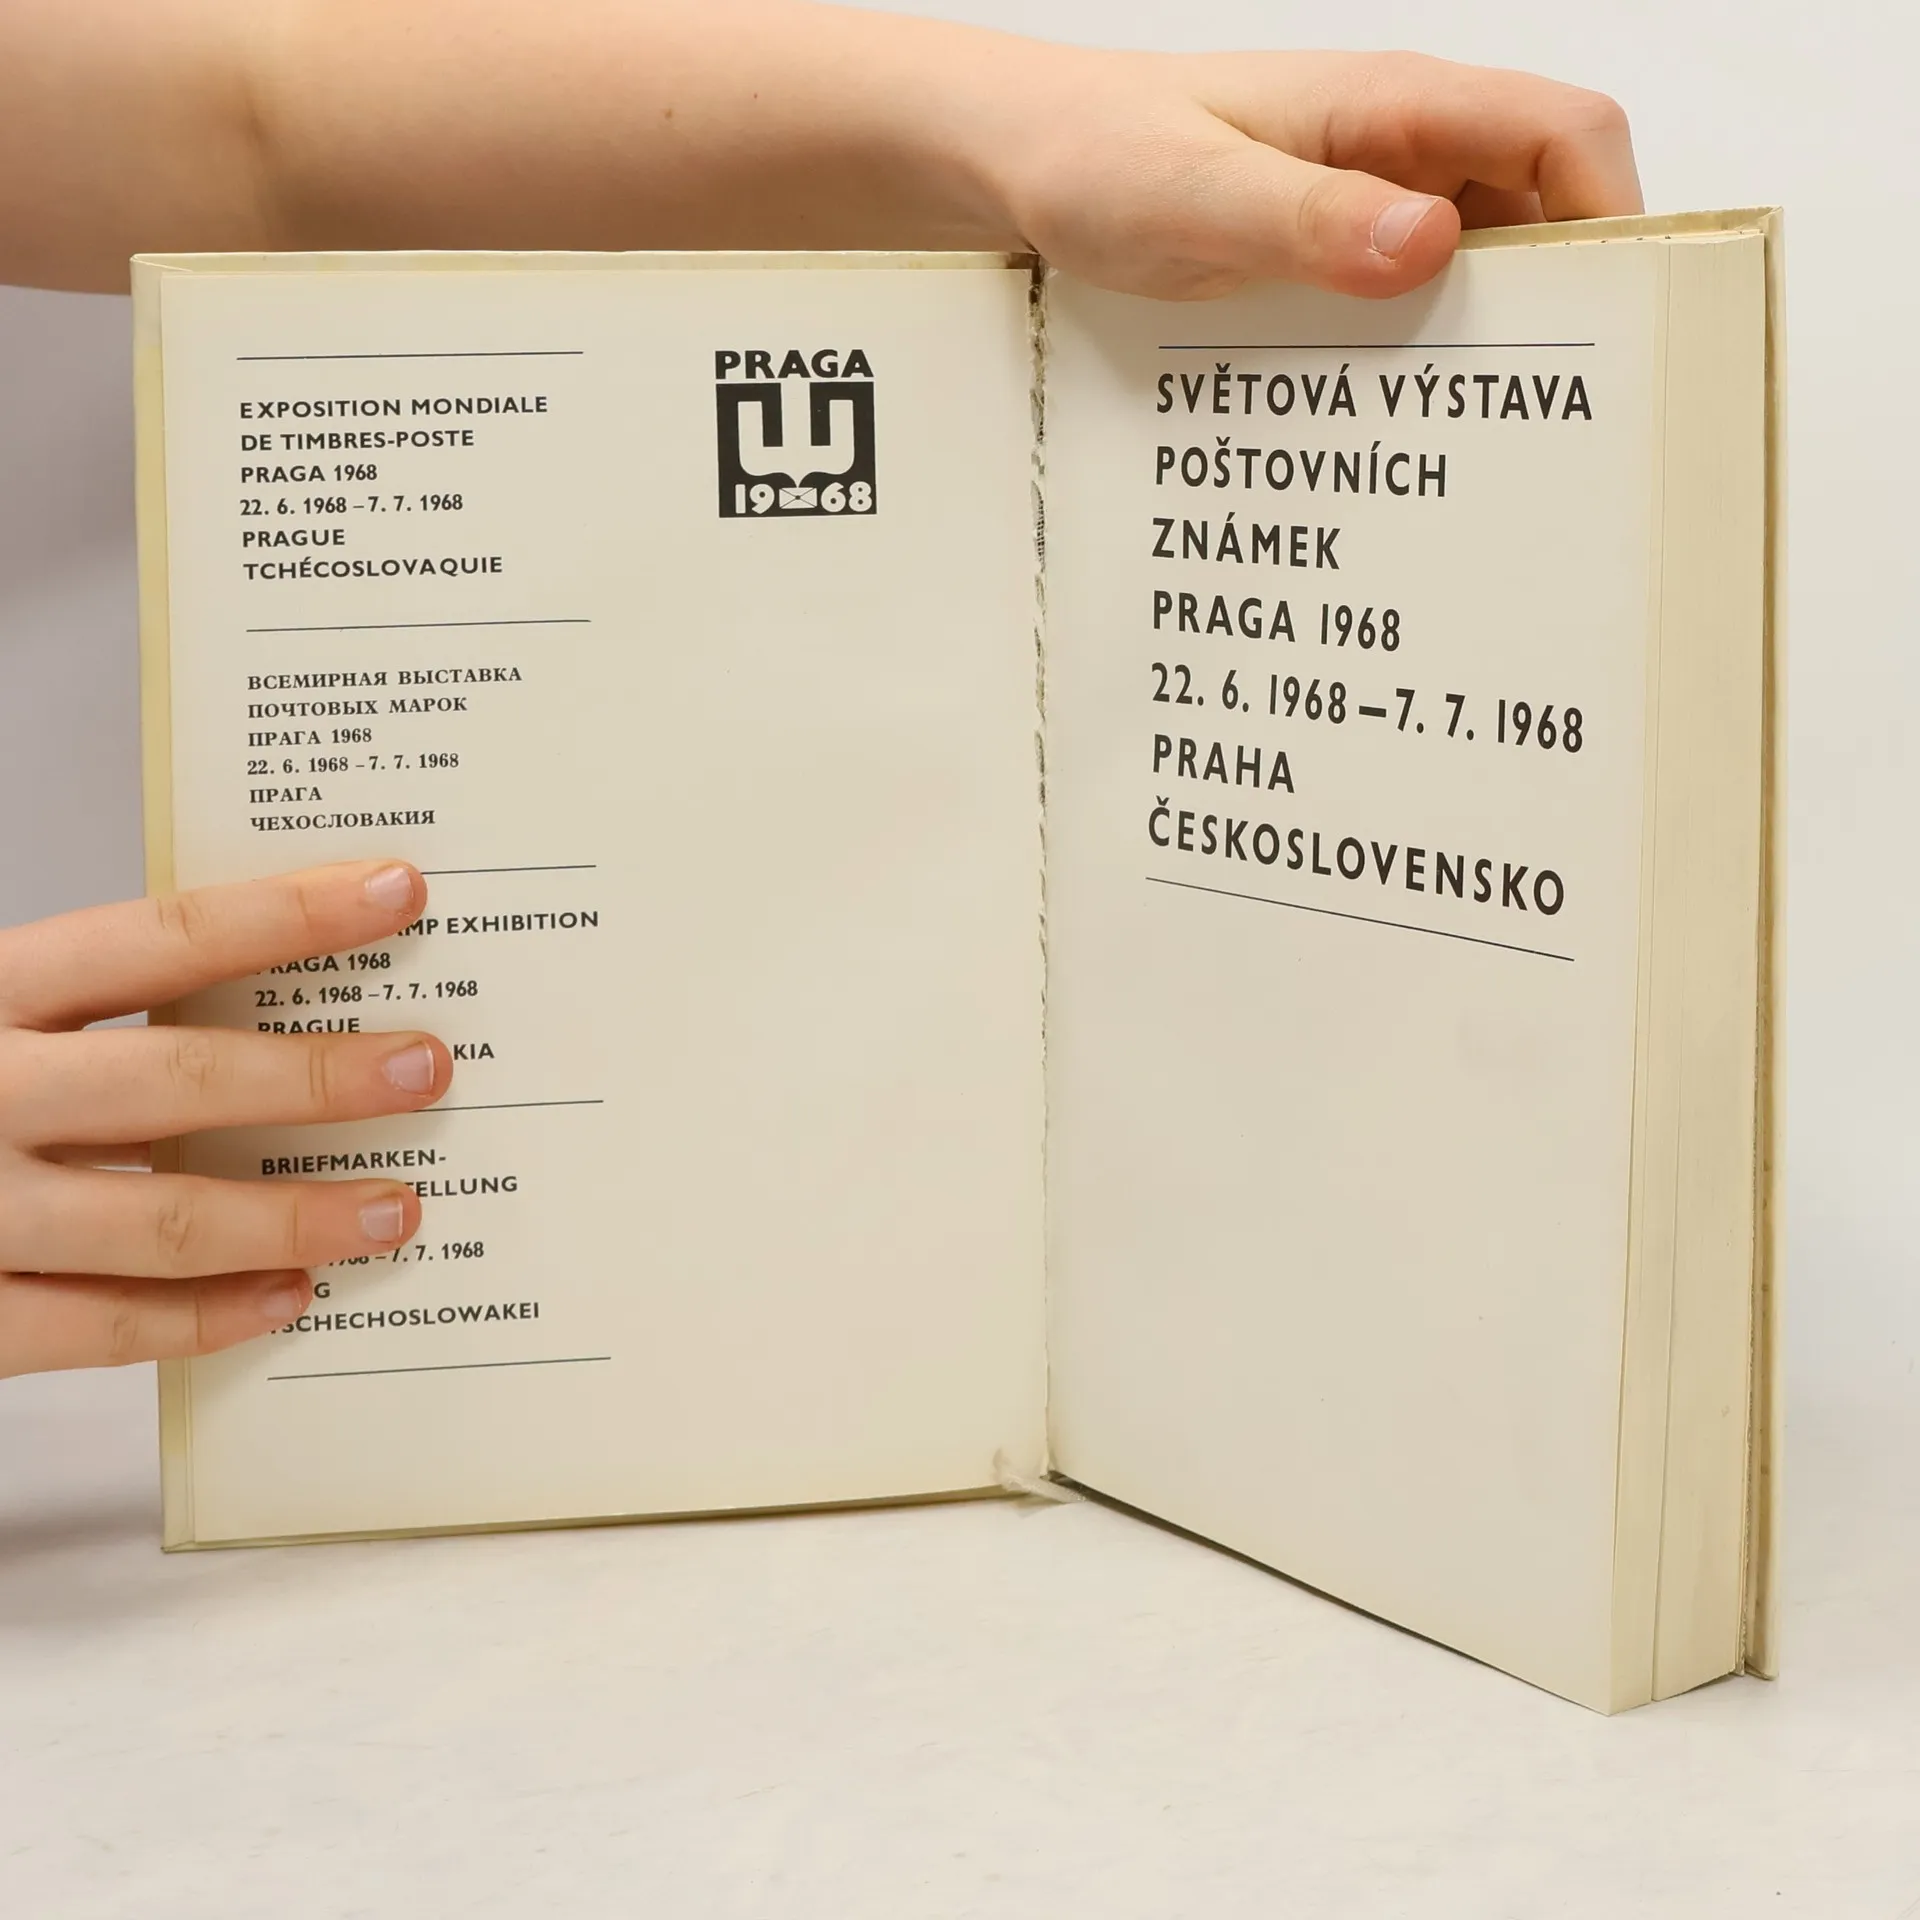 EXPOSITION MONDIALE
DE TIMBRES-POSTE
PRAGA 1968
22. 6. 1968 – 7. 7. 1968
PRAGUE
TCHÉCOSLOVAQUIE
ВСЕМИРНАЯ ВЫСТАВКА
ПОЧТОВЫХ МАРОК
ПРАГА 1968
22. 6. 1968 – 7. 7. 1968
ПРАГА
ЧЕХОСЛОВАКИЯ
EXHIBITION
PRAGA 1968
22. 6. 1968 – 7. 7. 1968
PRAGUE
BRIEFMARKEN-
– 7. 7. 1968
TSCHECHOSLOWAKEI
PRAGA
19 68
SVĚTOVÁ VÝSTAVA
POŠTOVNÍCH
ZNÁMEK
PRAGA 1968
22. 6. 1968 – 7. 7. 1968
PRAHA
ČESKOSLOVENSKO